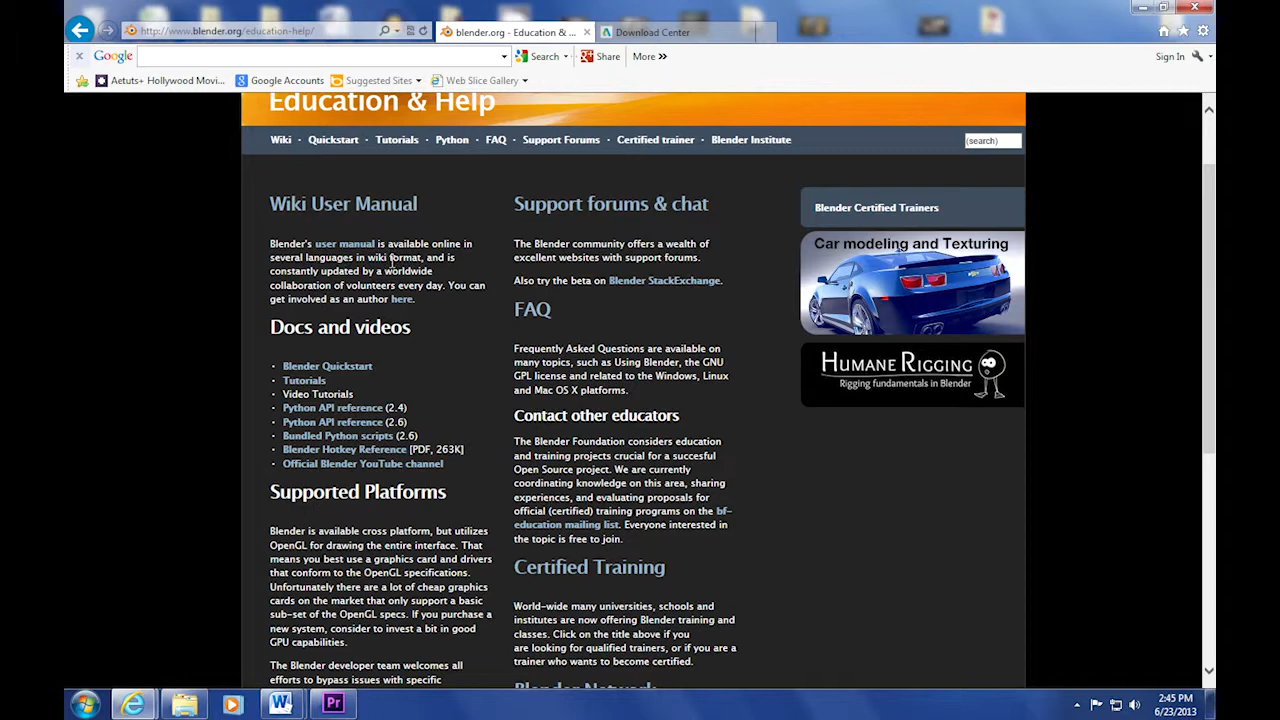 http://www.blender.org/education-help/
blender.org - Education & ...
Download Center
Google
Search
Share
More »
Sign In
Aetuts+ Hollywood Movi...
Google Accounts
Suggested Sites
Web Slice Gallery
Education & Help
Wiki · Quickstart · Tutorials · Python · FAQ · Support Forums · Certified trainer · Blender Institute
(search)
Wiki User Manual
Blender's user manual is available online in
several languages in wiki format, and is
constantly updated by a worldwide
collaboration of volunteers every day. You can
get involved as an author here.
Docs and videos
· Blender Quickstart
· Tutorials
· Video Tutorials
· Python API reference (2.4)
· Python API reference (2.6)
· Bundled Python scripts (2.6)
· Blender Hotkey Reference [PDF, 263K]
· Official Blender YouTube channel
Supported Platforms
Blender is available cross platform, but utilizes
OpenGL for drawing the entire interface. That
means you best use a graphics card and drivers
that conform to the OpenGL specifications.
Unfortunately there are a lot of cheap graphics
cards on the market that only support a basic
sub-set of the OpenGL specs. If you purchase a
new system, consider to invest a bit in good
GPU capabilities.
The Blender developer team welcomes all
efforts to bypass issues with specific
Support forums & chat
The Blender community offers a wealth of
excellent websites with support forums.
Also try the beta on Blender StackExchange.
FAQ
Frequently Asked Questions are available on
many topics, such as Using Blender, the GNU
GPL license and related to the Windows, Linux
and Mac OS X platforms.
Contact other educators
The Blender Foundation considers education
and training projects crucial for a succesful
Open Source project. We are currently
coordinating knowledge on this area, sharing
experiences, and evaluating proposals for
official (certified) training programs on the bf-
education mailing list. Everyone interested in
the topic is free to join.
Certified Training
World-wide many universities, schools and
institutes are now offering Blender training and
classes. Click on the title above if you
are looking for qualified trainers, or if you are a
trainer who wants to become certified.
Blender Network
Blender Certified Trainers
Car modeling and Texturing
Humane Rigging
Rigging fundamentals in Blender
W
Pr
2:45 PM
6/23/2013